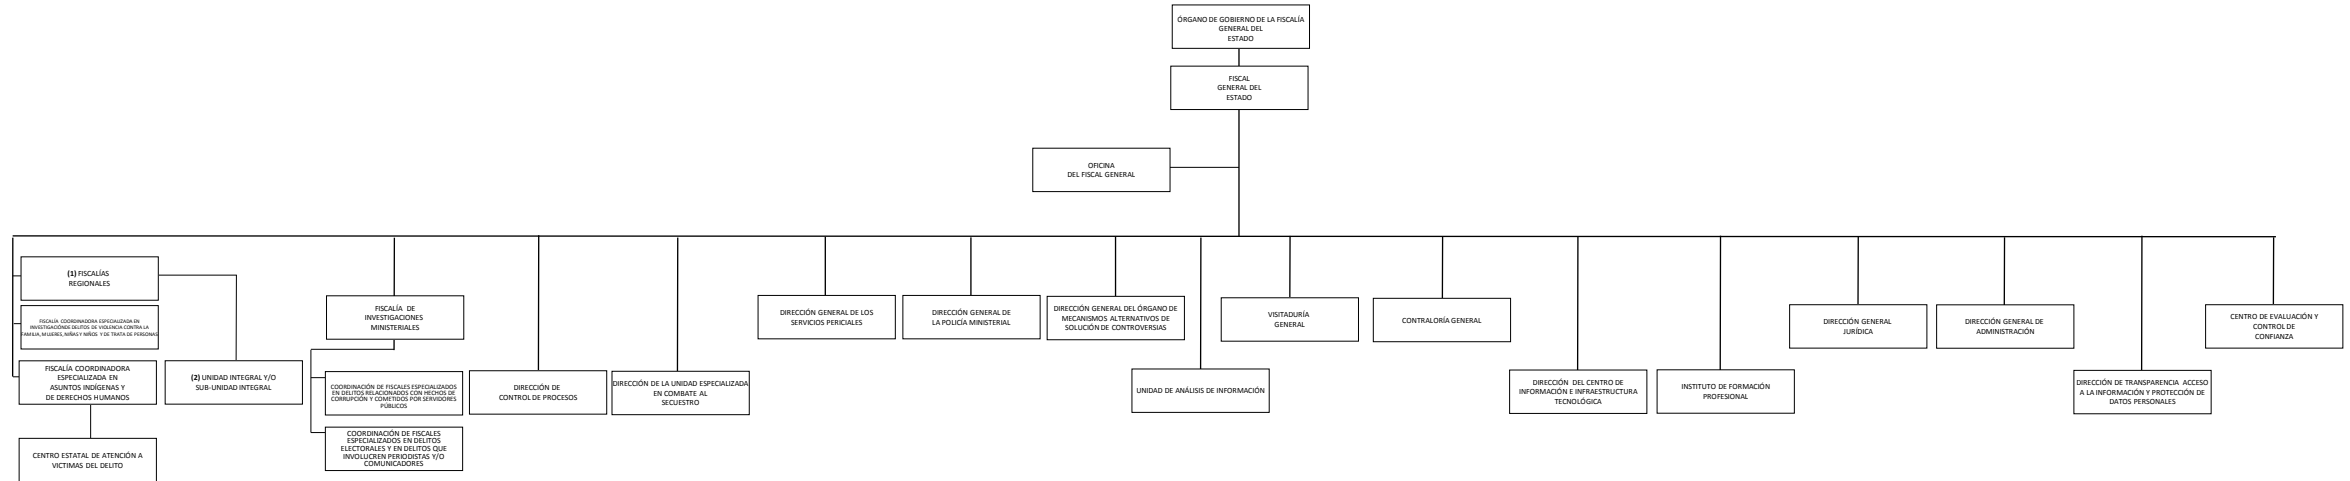 ÓRGANO DE GOBIERNO DE LA FISCALÍA
GENERAL DEL
ESTADO
FISCAL
GENERAL DEL
ESTADO
OFICINA
DEL FISCAL GENERAL
(1) FISCALÍAS
REGIONALES
FISCALÍA COORDINADORA ESPECIALIZADA EN
INVESTIGACIÓNDE DELITOS DE VIOLENCIA CONTRA LA
FAMILIA, MUJERES, NIÑAS Y NIÑOS Y DE TRATA DE PERSONAS
FISCALÍA COORDINADORA
ESPECIALIZADA EN
ASUNTOS INDÍGENAS Y
DE DERECHOS HUMANOS
CENTRO ESTATAL DE ATENCIÓN A
VICTIMAS DEL DELITO
(2) UNIDAD INTEGRAL Y/O
SUB-UNIDAD INTEGRAL
FISCALÍA DE
INVESTIGACIONES
MINISTERIALES
COORDINACIÓN DE FISCALES ESPECIALIZADOS
EN DELITOS RELACIONADOS CON HECHOS DE
CORRUPCIÓN Y COMETIDOS POR SERVIDORES
PÚBLICOS
COORDINACIÓN DE FISCALES
ESPECIALIZADOS EN DELITOS
ELECTORALES Y EN DELITOS QUE
INVOLUCREN PERIODISTAS Y/O
COMUNICADORES
DIRECCIÓN DE
CONTROL DE PROCESOS
DIRECCIÓN DE LA UNIDAD ESPECIALIZADA
EN COMBATE AL
SECUESTRO
DIRECCIÓN GENERAL DE LOS
SERVICIOS PERICIALES
DIRECCIÓN GENERAL DE
LA POLICÍA MINISTERIAL
DIRECCIÓN GENERAL DEL ÓRGANO DE
MECANISMOS ALTERNATIVOS DE
SOLUCIÓN DE CONTROVERSIAS
UNIDAD DE ANÁLISIS DE INFORMACIÓN
VISITADURÍA
GENERAL
CONTRALORÍA GENERAL
DIRECCIÓN DEL CENTRO DE
INFORMACIÓN E INFRAESTRUCTURA
TECNOLÓGICA
INSTITUTO DE FORMACIÓN
PROFESIONAL
DIRECCIÓN GENERAL
JURÍDICA
DIRECCIÓN GENERAL DE
ADMINISTRACIÓN
DIRECCIÓN DE TRANSPARENCIA ACCESO
A LA INFORMACIÓN Y PROTECCIÓN DE
DATOS PERSONALES
CENTRO DE EVALUACIÓN Y
CONTROL DE
CONFIANZA